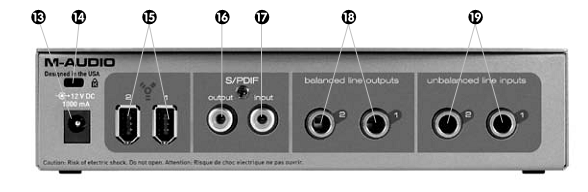 13 14 15 16 17 18 19
M-AUDIO
Designed in the USA
+12 V DC
1000 mA
2 1
S/PDIF
output input
balanced line outputs
2 1
unbalanced line inputs
2 1
Caution: Risk of electric shock. Do not open. Attention: Risque de choc electrique ne pas ouvrir.